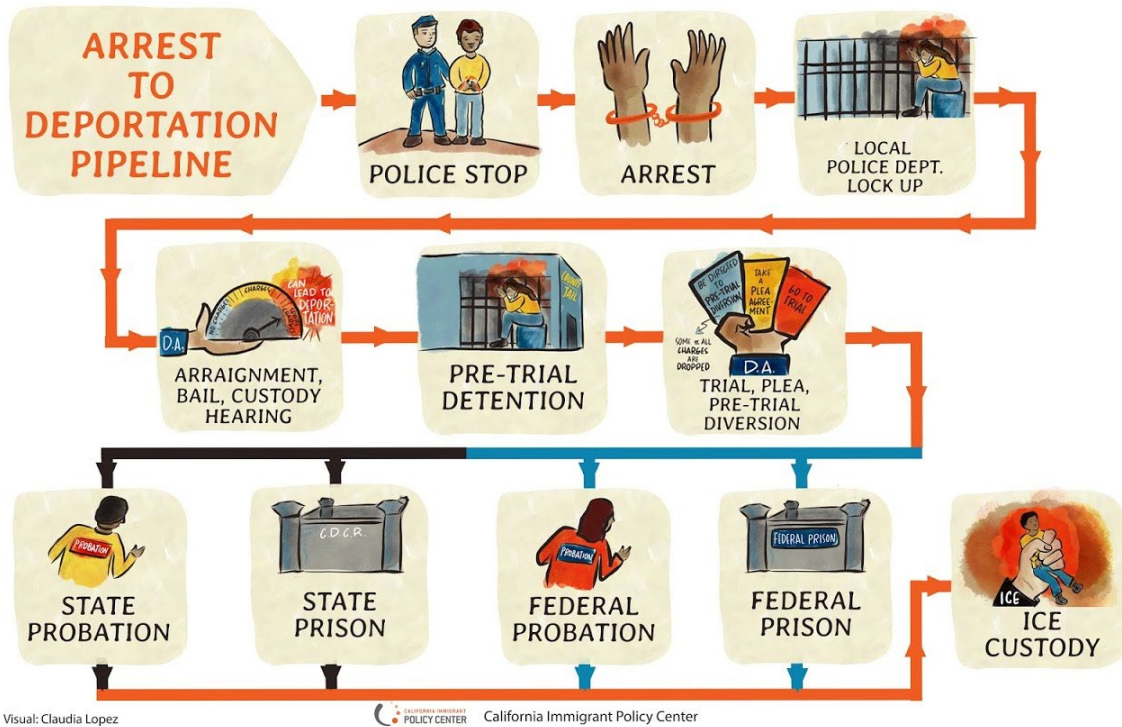 ARREST
TO
DEPORTATION
PIPELINE
POLICE STOP
ARREST
LOCAL
POLICE DEPT.
LOCK UP
NO CHARGES
CHARGES
CAN
LEAD TO
DEPOR-
TATION
D.A.
ARRAIGNMENT,
BAIL, CUSTODY
HEARING
COUNTY
JAIL
PRE-TRIAL
DETENTION
BE DIRECTED
TO
PRE-TRIAL
DIVERSION
TAKE
A
PLEA
AGREE-
MENT
GO TO
TRIAL
SOME or ALL
CHARGES
ARE
DROPPED
D.A.
TRIAL, PLEA,
PRE-TRIAL
DIVERSION
PROBATION
STATE
PROBATION
C.D.C.R.
STATE
PRISON
PROBATION
FEDERAL
PROBATION
FEDERAL PRISON
FEDERAL
PRISON
ICE
ICE
CUSTODY
Visual: Claudia Lopez
CALIFORNIA IMMIGRANT
POLICY CENTER
California Immigrant Policy Center